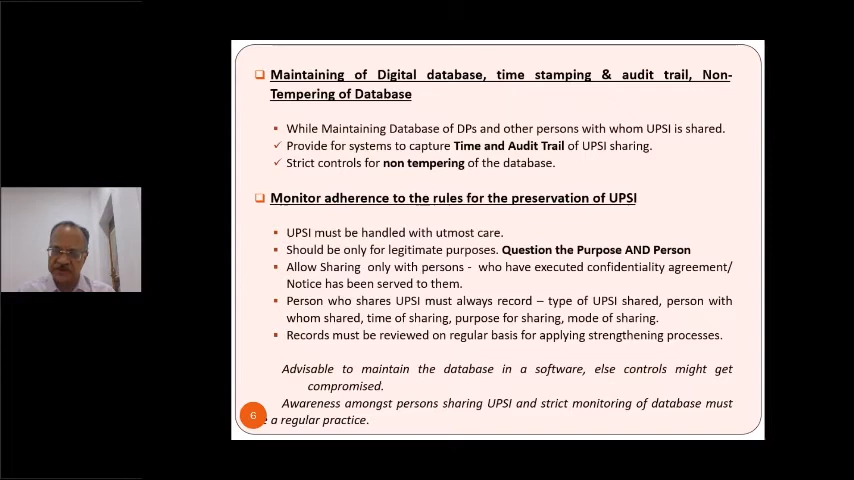 Maintaining of Digital database, time stamping & audit trail, Non-
Tempering of Database
While Maintaining Database of DPs and other persons with whom UPSI is shared.
Provide for systems to capture Time and Audit Trail of UPSI sharing.
Strict controls for non tempering of the database.
Monitor adherence to the rules for the preservation of UPSI
UPSI must be handled with utmost care.
Should be only for legitimate purposes. Question the Purpose AND Person
Allow Sharing only with persons - who have executed confidentiality agreement/
Notice has been served to them.
Person who shares UPSI must always record – type of UPSI shared, person with
whom shared, time of sharing, purpose for sharing, mode of sharing.
Records must be reviewed on regular basis for applying strengthening processes.
Advisable to maintain the database in a software, else controls might get
compromised.
Awareness amongst persons sharing UPSI and strict monitoring of database must
a regular practice.
6